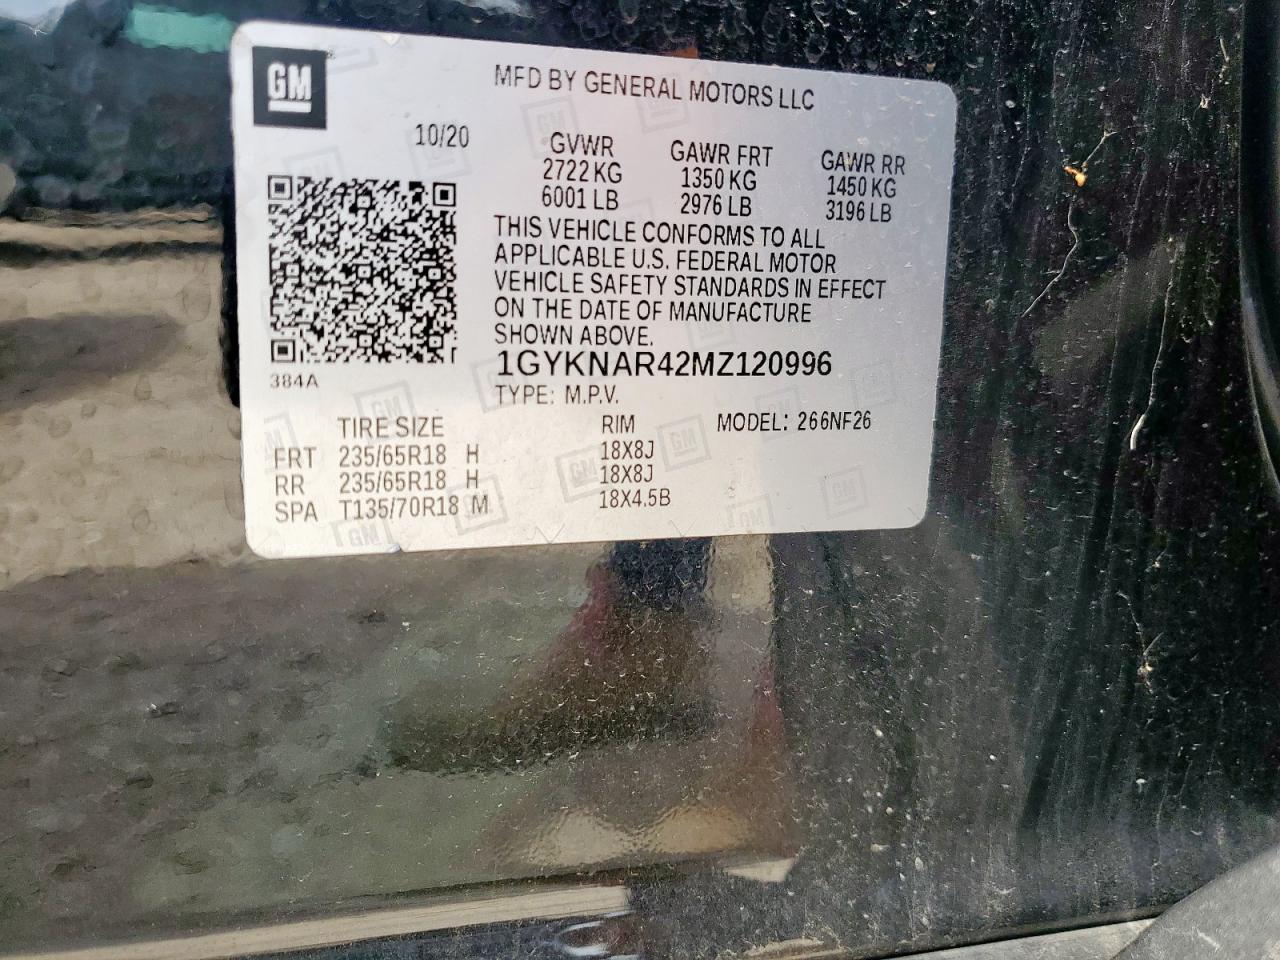 GM
MFD BY GENERAL MOTORS LLC
10/20
GVWR
2722 KG
6001 LB
GAWR FRT
1350 KG
2976 LB
GAWR RR
1450 KG
3196 LB
THIS VEHICLE CONFORMS TO ALL
APPLICABLE U.S. FEDERAL MOTOR
VEHICLE SAFETY STANDARDS IN EFFECT
ON THE DATE OF MANUFACTURE
SHOWN ABOVE.
384A
1GYKNAR42MZ120996
TYPE: M.P.V.
TIRE SIZE RIM MODEL: 266NF26
FRT 235/65R18 H 18X8J
RR 235/65R18 H 18X8J
SPA T135/70R18 M 18X4.5B